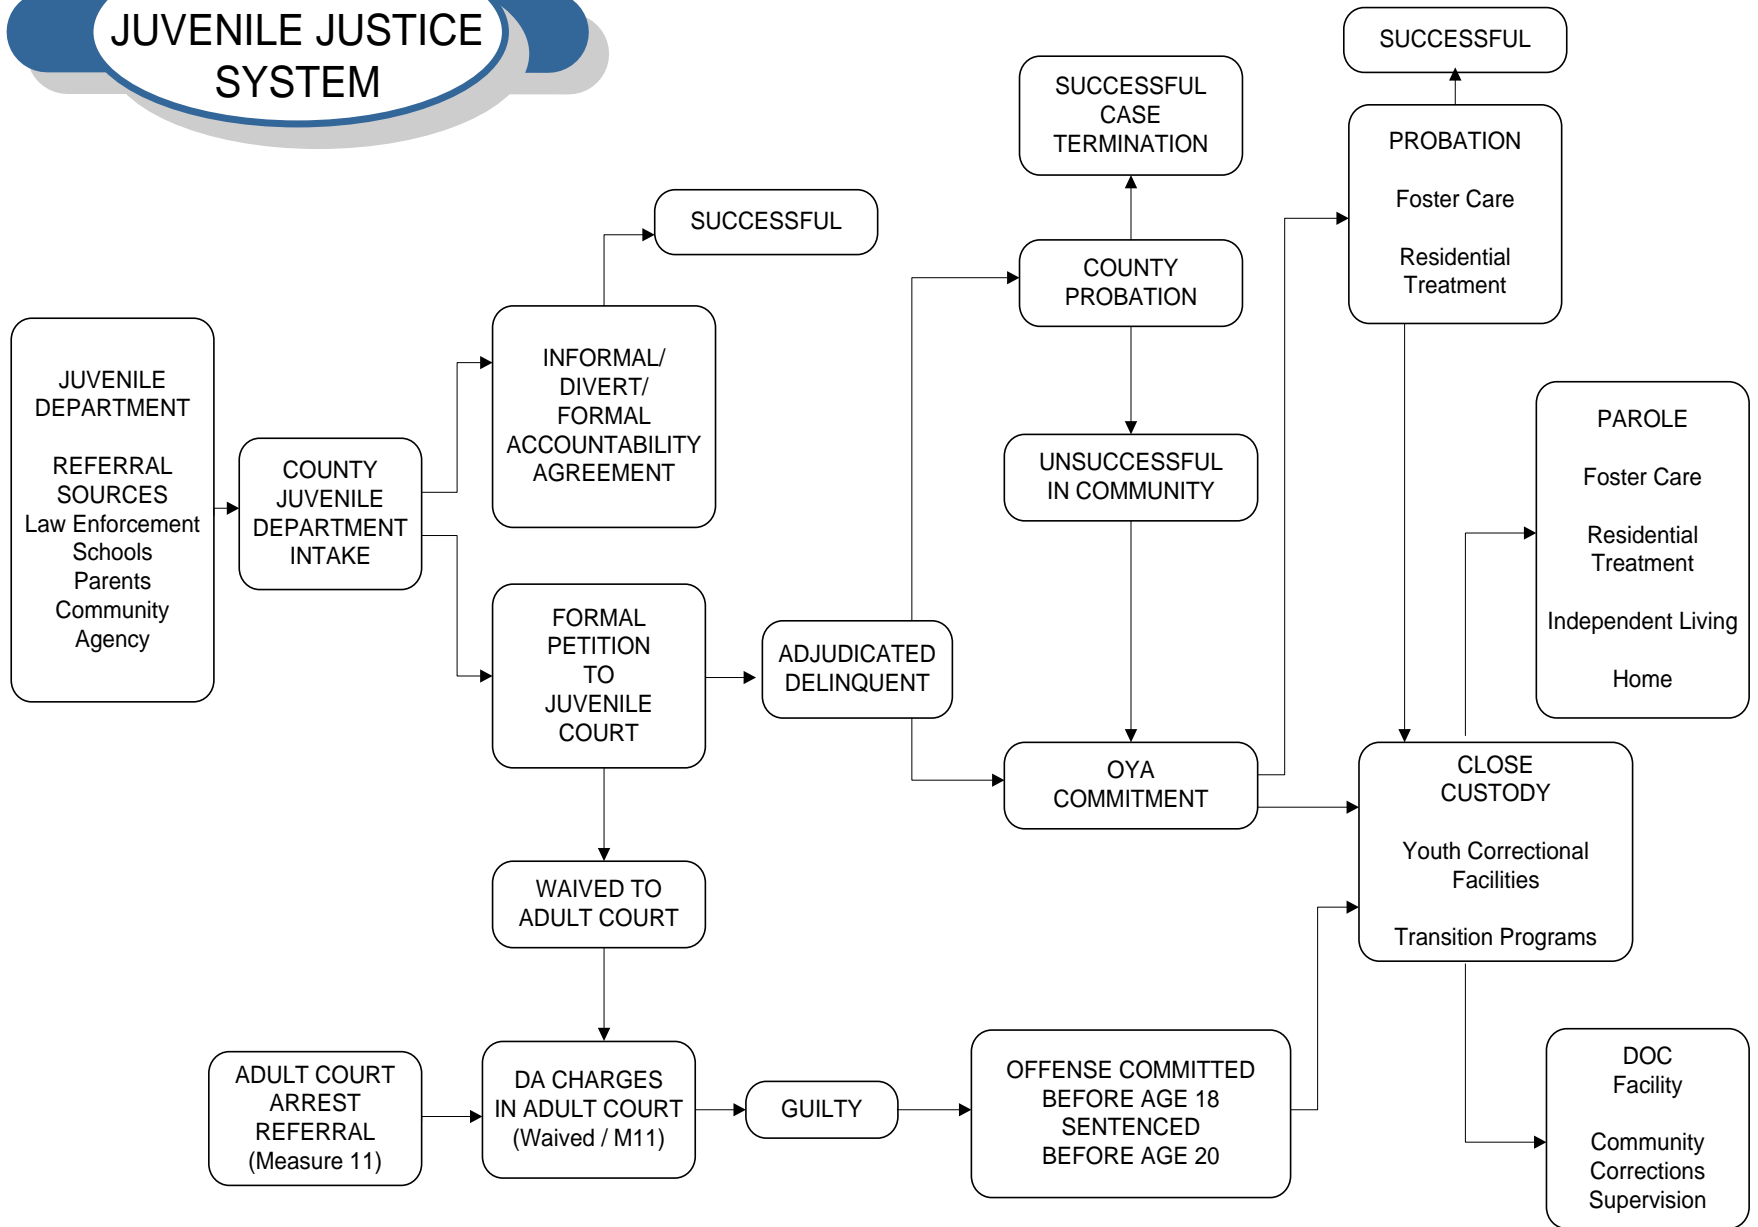 JUVENILE JUSTICE
SYSTEM
SUCCESSFUL
SUCCESSFUL
CASE
TERMINATION
PROBATION
Foster Care
Residential
Treatment
SUCCESSFUL
COUNTY
PROBATION
JUVENILE
DEPARTMENT
REFERRAL
SOURCES
Law Enforcement
Schools
Parents
Community
Agency
COUNTY
JUVENILE
DEPARTMENT
INTAKE
INFORMAL/
DIVERT/
FORMAL
ACCOUNTABILITY
AGREEMENT
UNSUCCESSFUL
IN COMMUNITY
PAROLE
Foster Care
Residential
Treatment
Independent Living
Home
FORMAL
PETITION
TO
JUVENILE
COURT
ADJUDICATED
DELINQUENT
OYA
COMMITMENT
CLOSE
CUSTODY
Youth Correctional
Facilities
Transition Programs
WAIVED TO
ADULT COURT
ADULT COURT
ARREST
REFERRAL
(Measure 11)
DA CHARGES
IN ADULT COURT
(Waived / M11)
GUILTY
OFFENSE COMMITTED
BEFORE AGE 18
SENTENCED
BEFORE AGE 20
DOC
Facility
Community
Corrections
Supervision